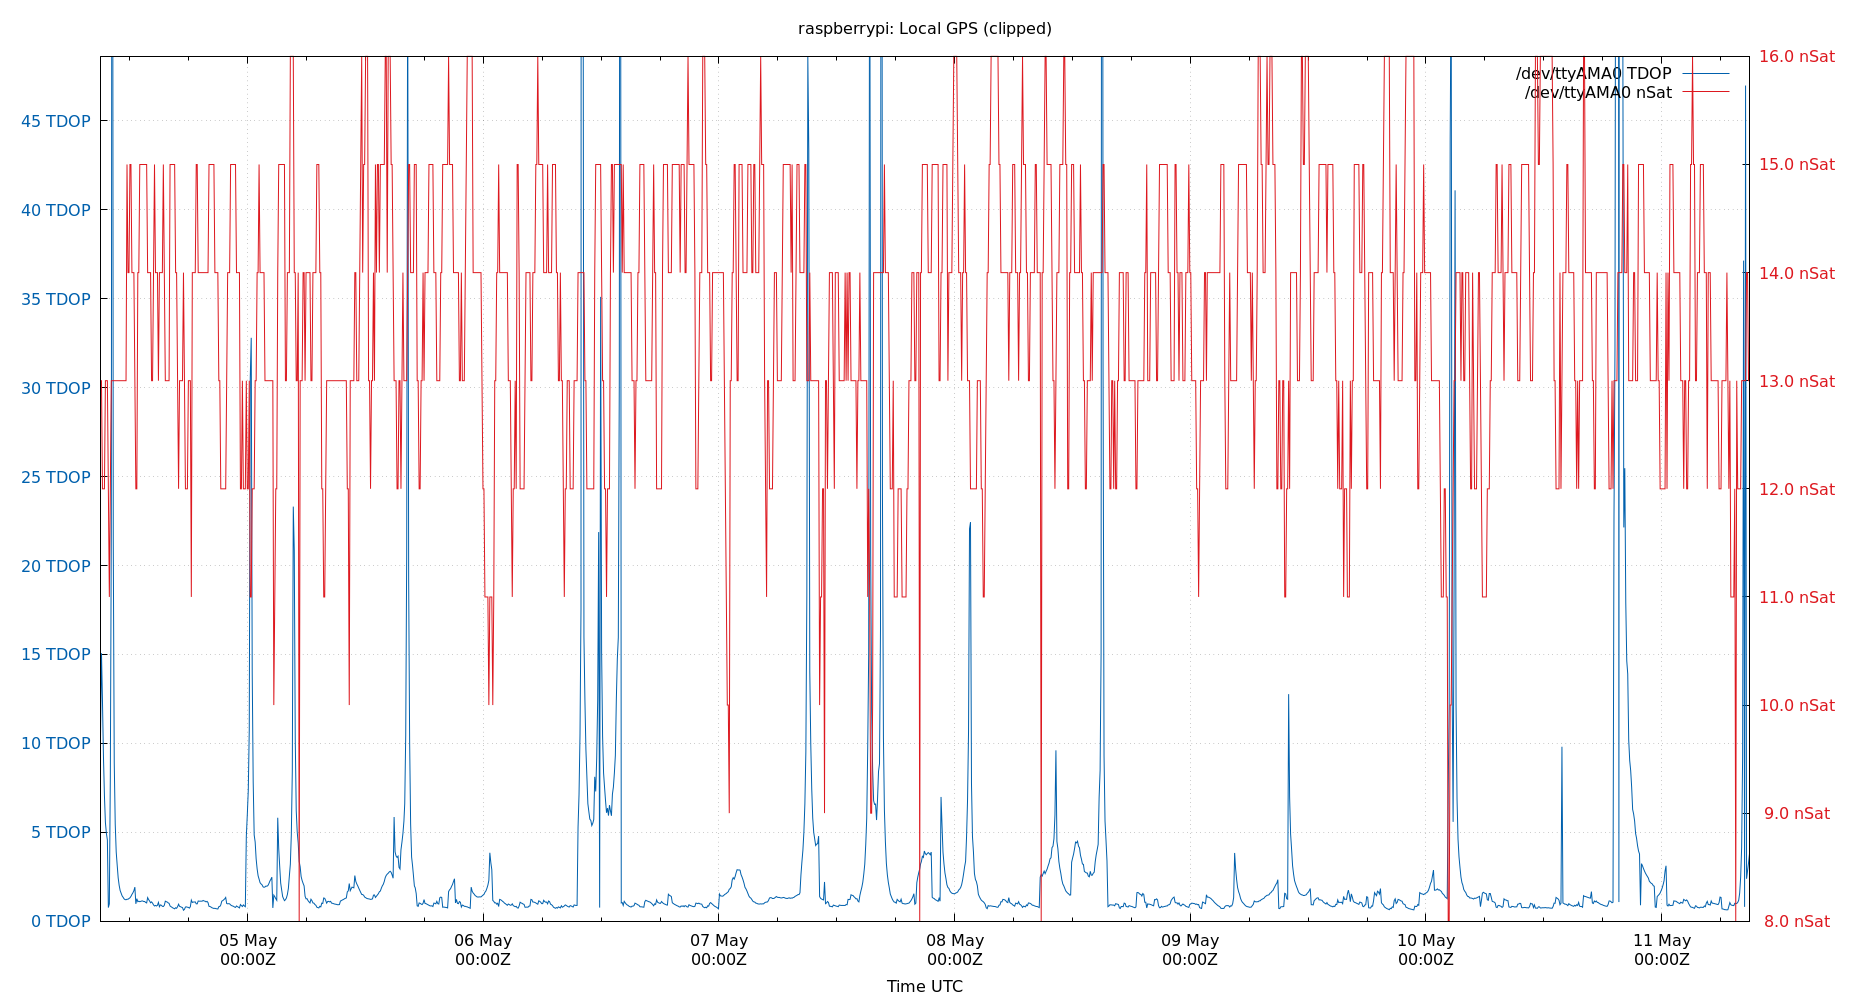 raspberrypi: Local GPS (clipped)
/dev/ttyAMA0 TDOP
/dev/ttyAMA0 nSat
45 TDOP
40 TDOP
35 TDOP
30 TDOP
25 TDOP
20 TDOP
15 TDOP
10 TDOP
5 TDOP
0 TDOP
16.0 nSat
15.0 nSat
14.0 nSat
13.0 nSat
12.0 nSat
11.0 nSat
10.0 nSat
9.0 nSat
8.0 nSat
05 May
00:00Z
06 May
00:00Z
07 May
00:00Z
08 May
00:00Z
09 May
00:00Z
10 May
00:00Z
11 May
00:00Z
Time UTC